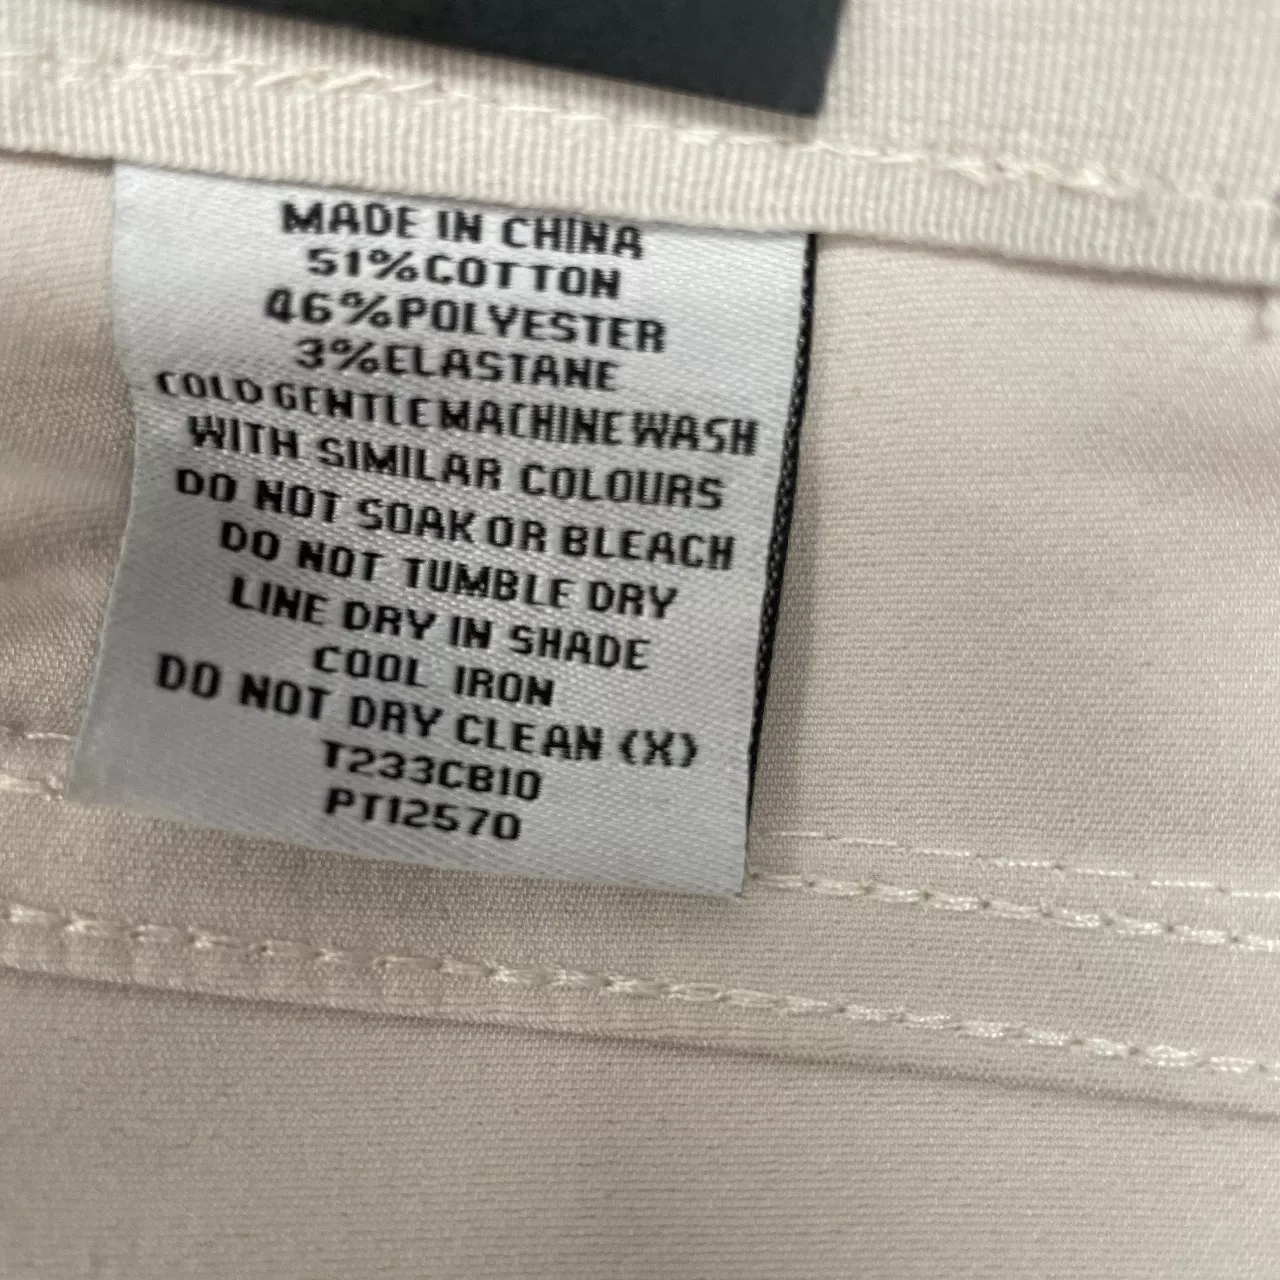 MADE IN CHINA
51%COTTON
46%POLYESTER
3%ELASTANE
COLD GENTLE MACHINE WASH
WITH SIMILAR COLOURS
DO NOT SOAK OR BLEACH
DO NOT TUMBLE DRY
LINE DRY IN SHADE
COOL IRON
DO NOT DRY CLEAN (X)
T233CB10
PT12570